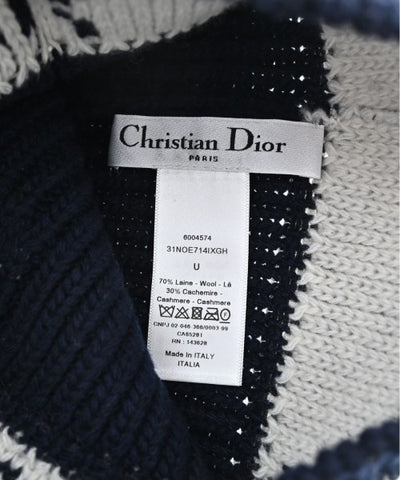 Christian Dior
PARIS
6004574
31NOE714IXGH
U
70% Laine - Wool - Lã
30% Cachemire -
Cashmere - Cashmere
CNPJ 02 046 368/0003 99
CA65281
RN : 143628
Made In ITALY
ITALIA